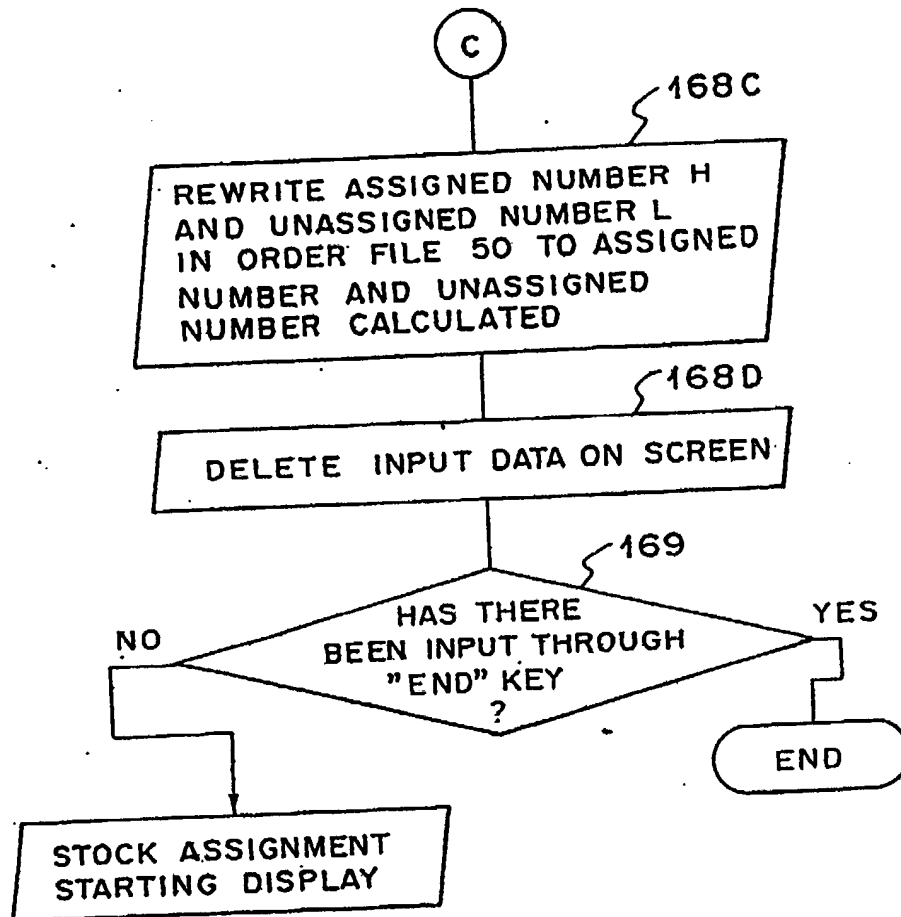 C
168C
REWRITE ASSIGNED NUMBER H
AND UNASSIGNED NUMBER L
IN ORDER FILE 50 TO ASSIGNED
NUMBER AND UNASSIGNED
NUMBER CALCULATED
168D
DELETE INPUT DATA ON SCREEN
169
HAS THERE
BEEN INPUT THROUGH
"END" KEY
?
NO
YES
END
STOCK ASSIGNMENT
STARTING DISPLAY